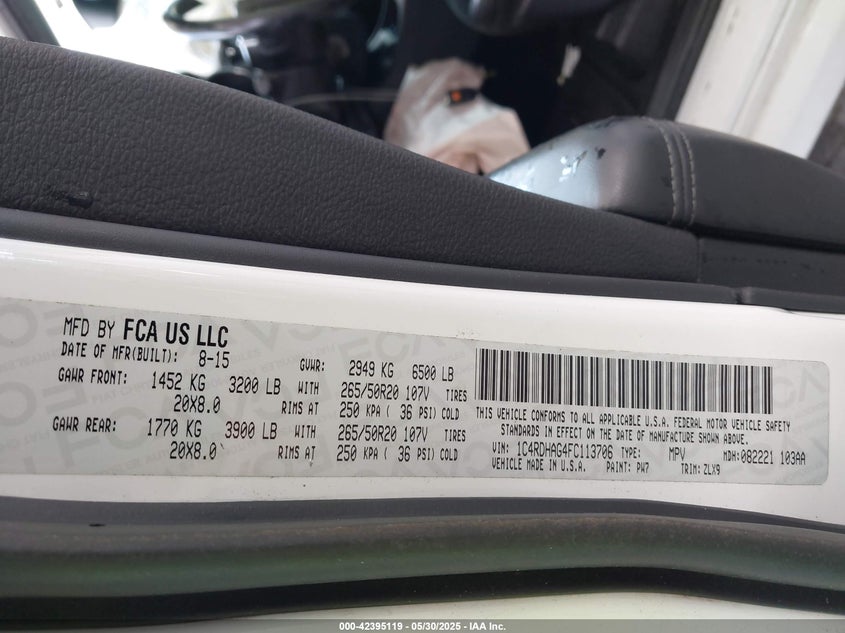 MFD BY FCA US LLC
DATE OF MFR(BUILT): 8-15 GVWR: 2949 KG 6500 LB
GAWR FRONT: 1452 KG 3200 LB WITH 265/50R20 107V TIRES
20X8.0 RIMS AT 250 KPA ( 36 PSI) COLD
GAWR REAR: 1770 KG 3900 LB WITH 265/50R20 107V TIRES
20X8.0 RIMS AT 250 KPA ( 36 PSI) COLD
THIS VEHICLE CONFORMS TO ALL APPLICABLE U.S.A. FEDERAL MOTOR VEHICLE SAFETY
STANDARDS IN EFFECT ON THE DATE OF MANUFACTURE SHOWN ABOVE.
VIN: 1C4RDHAG4FC113706 TYPE: MPV MDH:082221 103AA
VEHICLE MADE IN U.S.A. PAINT: PW7 TRIM: ZLX9
000-42395119 - 05/30/2025 - IAA Inc.